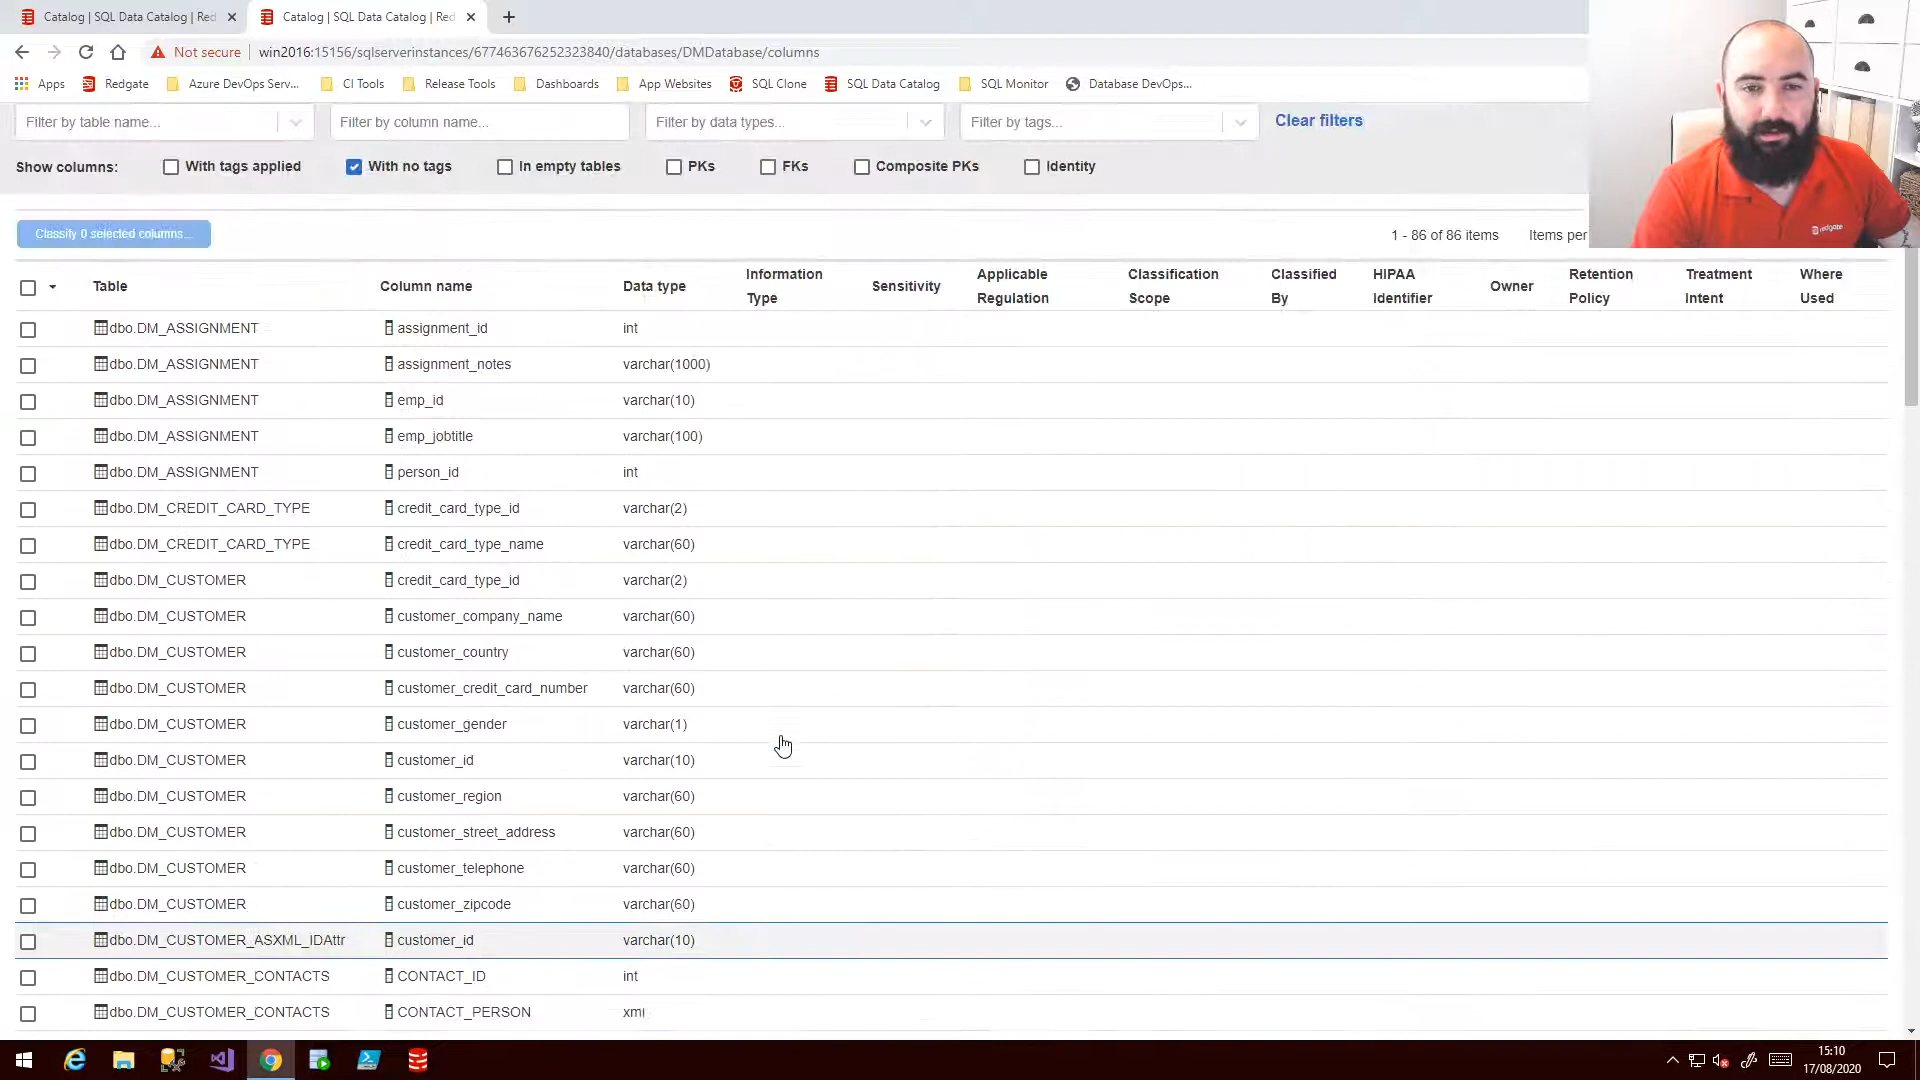 Catalog | SQL Data Catalog | Red
Catalog | SQL Data Catalog | Red
Not secure
win2016:15156/sqlserverinstances/677463676252323840/databases/DMDatabase/columns
Apps
Redgate
Azure DevOps Serv...
CI Tools
Release Tools
Dashboards
App Websites
SQL Clone
SQL Data Catalog
SQL Monitor
Database DevOps...
Filter by table name...
Filter by column name...
Filter by data types...
Filter by tags...
Clear filters
Show columns:
With tags applied
With no tags
In empty tables
PKs
FKs
Composite PKs
Identity
redgate
Classify 0 selected columns...
1 - 86 of 86 items
Items per
Table
Column name
Data type
Information Type
Sensitivity
Applicable Regulation
Classification Scope
Classified By
HIPAA Identifier
Owner
Retention Policy
Treatment Intent
Where Used
dbo.DM_ASSIGNMENT assignment_id int
dbo.DM_ASSIGNMENT assignment_notes varchar(1000)
dbo.DM_ASSIGNMENT emp_id varchar(10)
dbo.DM_ASSIGNMENT emp_jobtitle varchar(100)
dbo.DM_ASSIGNMENT person_id int
dbo.DM_CREDIT_CARD_TYPE credit_card_type_id varchar(2)
dbo.DM_CREDIT_CARD_TYPE credit_card_type_name varchar(60)
dbo.DM_CUSTOMER credit_card_type_id varchar(2)
dbo.DM_CUSTOMER customer_company_name varchar(60)
dbo.DM_CUSTOMER customer_country varchar(60)
dbo.DM_CUSTOMER customer_credit_card_number varchar(60)
dbo.DM_CUSTOMER customer_gender varchar(1)
dbo.DM_CUSTOMER customer_id varchar(10)
dbo.DM_CUSTOMER customer_region varchar(60)
dbo.DM_CUSTOMER customer_street_address varchar(60)
dbo.DM_CUSTOMER customer_telephone varchar(60)
dbo.DM_CUSTOMER customer_zipcode varchar(60)
dbo.DM_CUSTOMER_ASXML_IDAttr customer_id varchar(10)
dbo.DM_CUSTOMER_CONTACTS CONTACT_ID int
dbo.DM_CUSTOMER_CONTACTS CONTACT_PERSON xml
15:10
17/08/2020